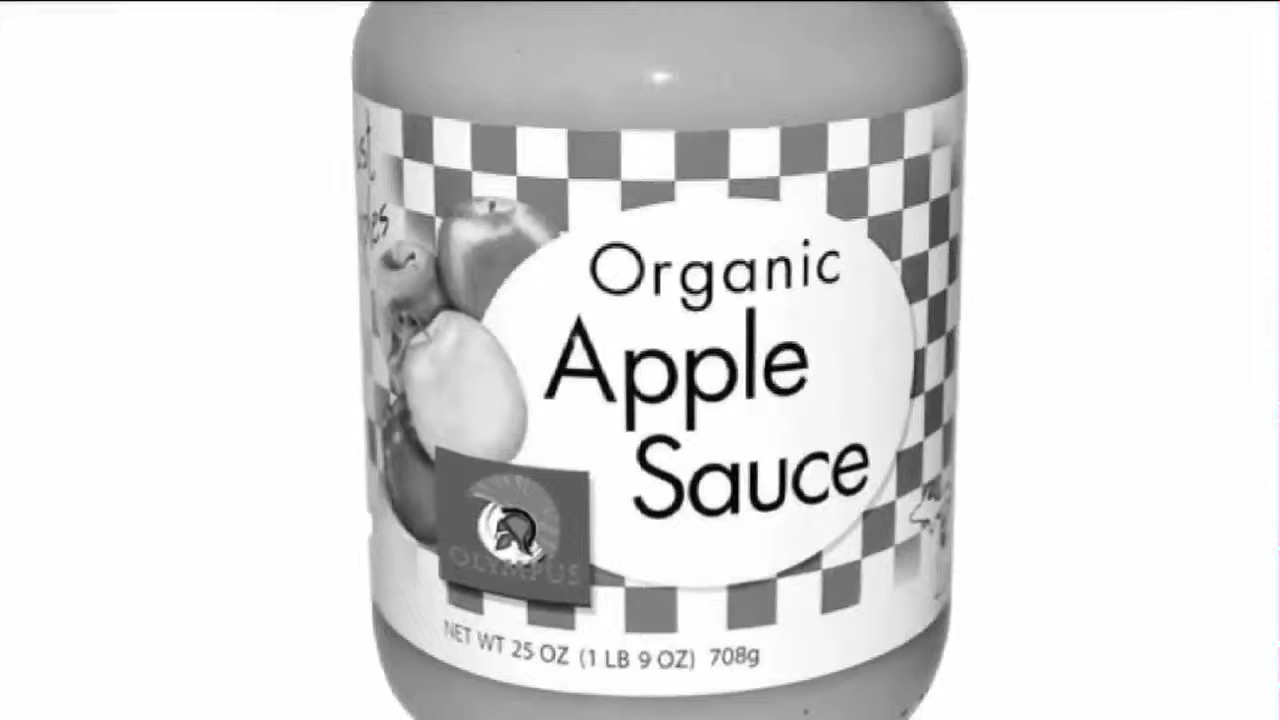 Organic
Apple
Sauce
OLYMPUS
NET WT 25 OZ (1 LB 9 OZ) 708g